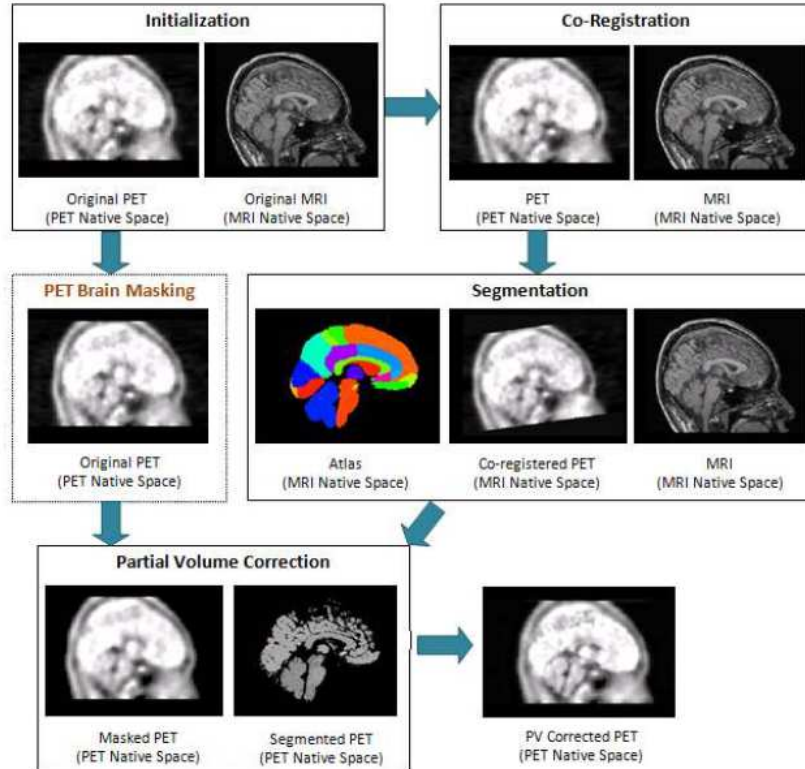 Initialization
Original PET
(PET Native Space)
Original MRI
(MRI Native Space)
Co-Registration
PET
(PET Native Space)
MRI
(MRI Native Space)
PET Brain Masking
Original PET
(PET Native Space)
Segmentation
Atlas
(MRI Native Space)
Co-registered PET
(MRI Native Space)
MRI
(MRI Native Space)
Partial Volume Correction
Masked PET
(PET Native Space)
Segmented PET
(PET Native Space)
PV Corrected PET
(PET Native Space)